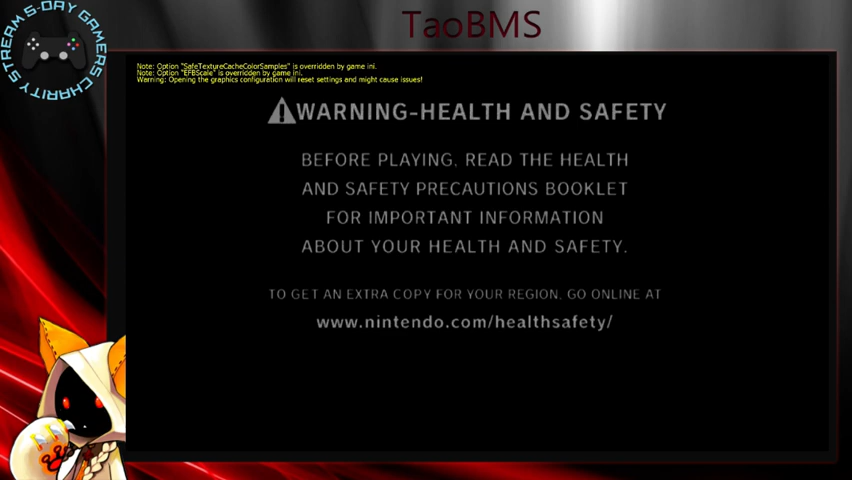 TaoBMS
STREAM 5-DAY GAMERS CHARITY
Note: Option "SafeTextureCacheColorSamples" is overridden by game ini.
Note: Option "EFBScale" is overridden by game ini.
Warning: Opening the graphics configuration will reset settings and might cause issues!
WARNING-HEALTH AND SAFETY
BEFORE PLAYING, READ THE HEALTH
AND SAFETY PRECAUTIONS BOOKLET
FOR IMPORTANT INFORMATION
ABOUT YOUR HEALTH AND SAFETY.
TO GET AN EXTRA COPY FOR YOUR REGION, GO ONLINE AT
www.nintendo.com/healthsafety/